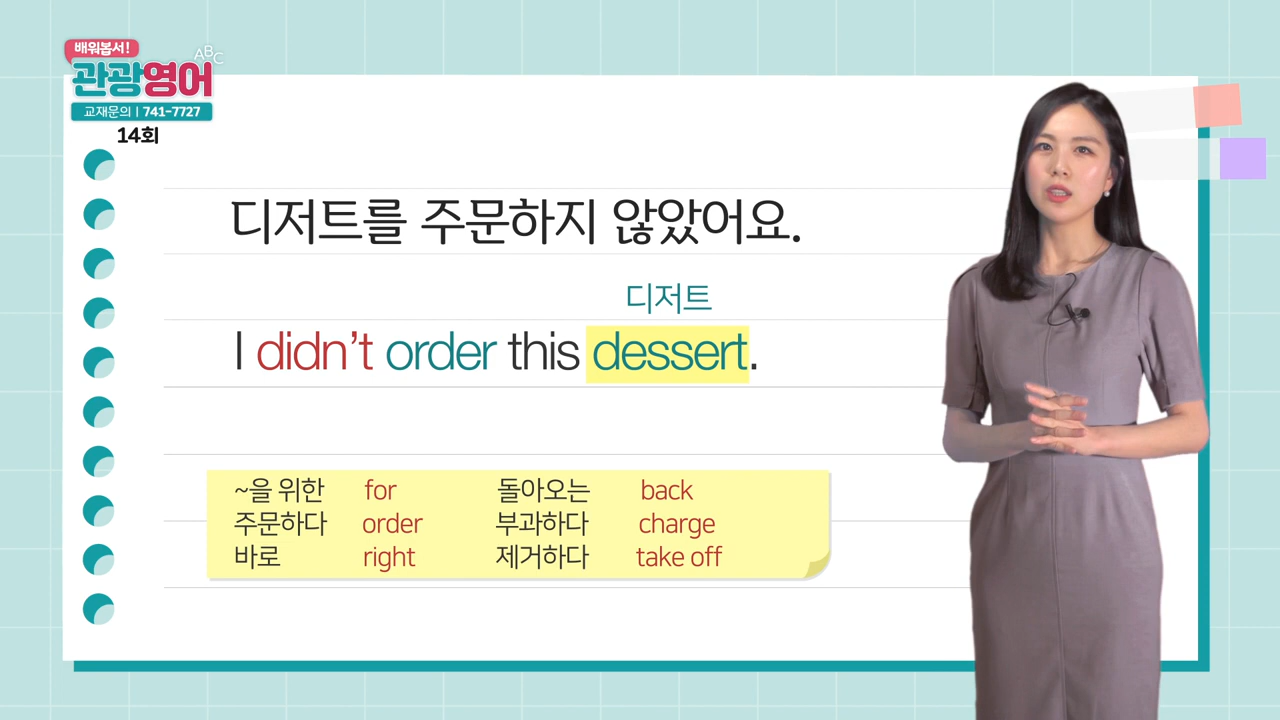 배워봅서!
ABC
관광영어
교재문의 | 741-7727
14회
디저트를 주문하지 않았어요.
디저트
I didn't order this dessert.
~을 위한 for 돌아오는 back
주문하다 order 부과하다 charge
바로 right 제거하다 take off